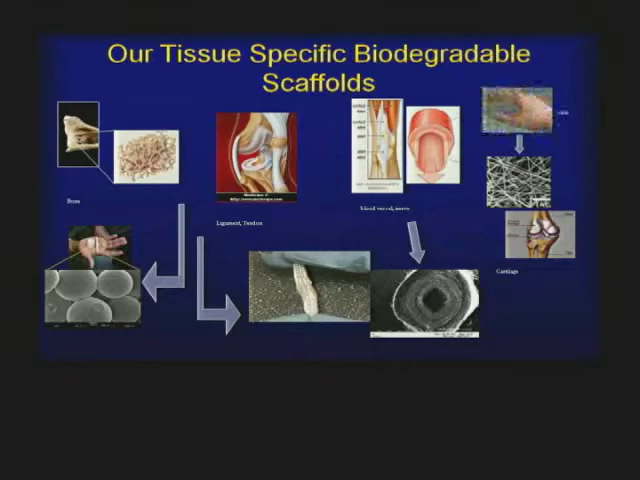 Our Tissue Specific Biodegradable
Scaffolds
Bone
Ligament, Tendon
blood vessel, nerve
Cartilage